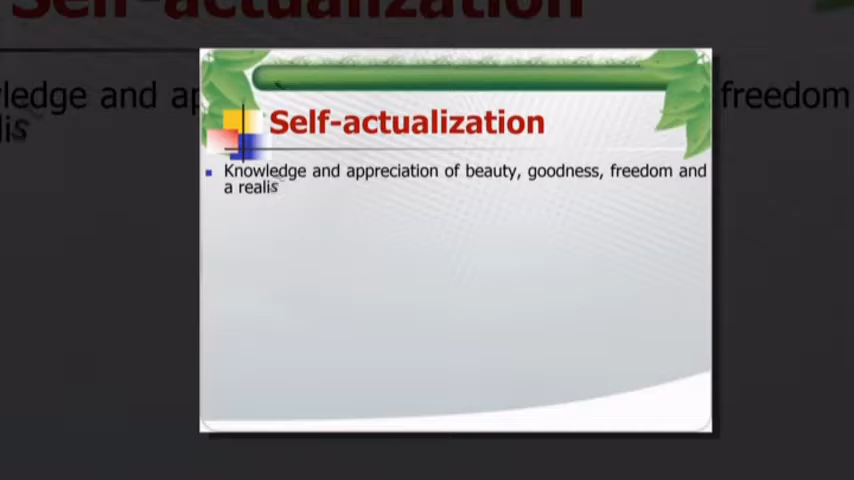 Self-actualization
Knowledge and appreciation of beauty, goodness, freedom and
a realis